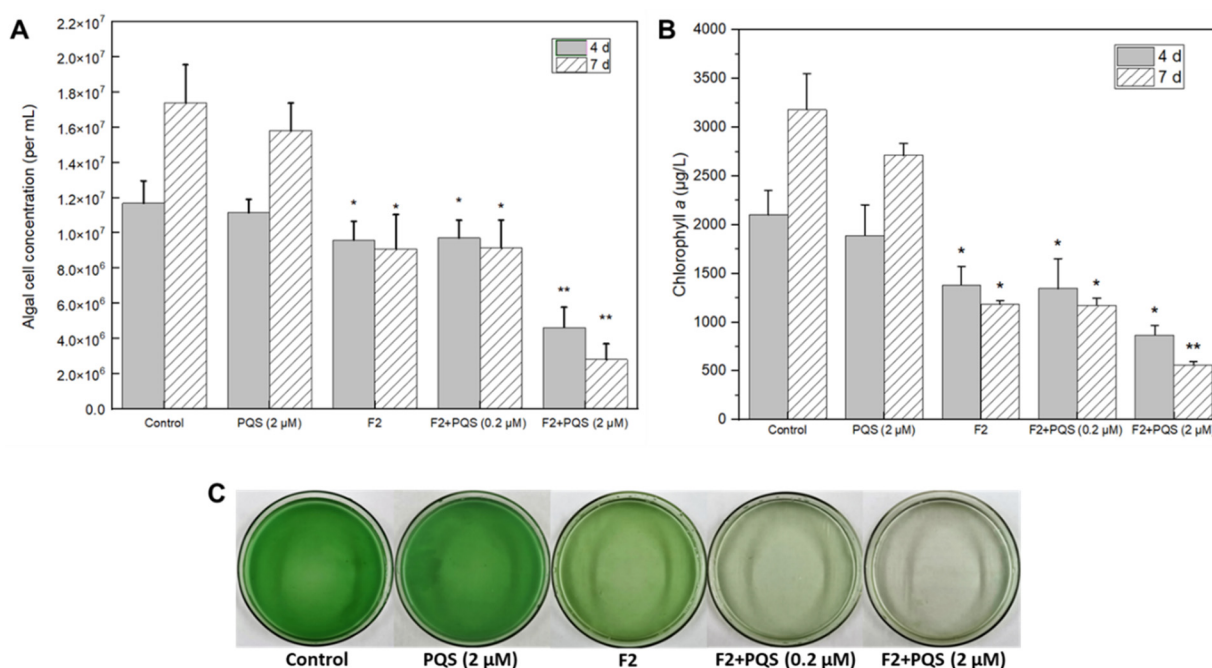 A
Algal cell concentration (per mL)
2.2×10⁷
2.0×10⁷
1.8×10⁷
1.6×10⁷
1.4×10⁷
1.2×10⁷
1.0×10⁷
8.0×10⁶
6.0×10⁶
4.0×10⁶
2.0×10⁶
0.0
4 d
7 d
* * * * ** **
Control PQS (2 µM) F2 F2+PQS (0.2 µM) F2+PQS (2 µM)
B
Chlorophyll a (µg/L)
4000
3500
3000
2500
2000
1500
1000
500
0
4 d
7 d
* * * * * **
Control PQS (2 µM) F2 F2+PQS (0.2 µM) F2+PQS (2 µM)
C
Control PQS (2 µM) F2 F2+PQS (0.2 µM) F2+PQS (2 µM)